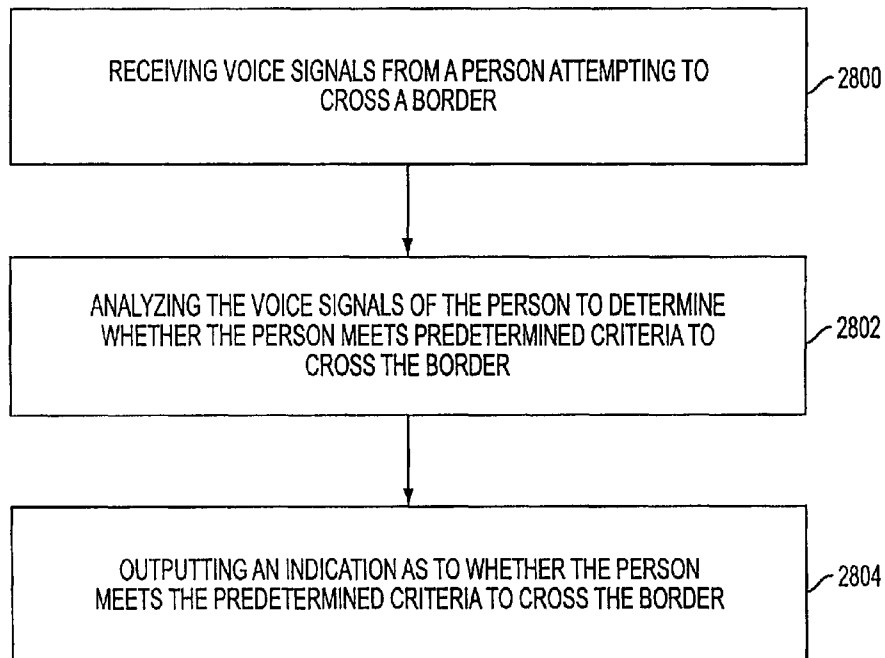 RECEIVING VOICE SIGNALS FROM A PERSON ATTEMPTING TO
CROSS A BORDER
2800
ANALYZING THE VOICE SIGNALS OF THE PERSON TO DETERMINE
WHETHER THE PERSON MEETS PREDETERMINED CRITERIA TO
CROSS THE BORDER
2802
OUTPUTTING AN INDICATION AS TO WHETHER THE PERSON
MEETS THE PREDETERMINED CRITERIA TO CROSS THE BORDER
2804